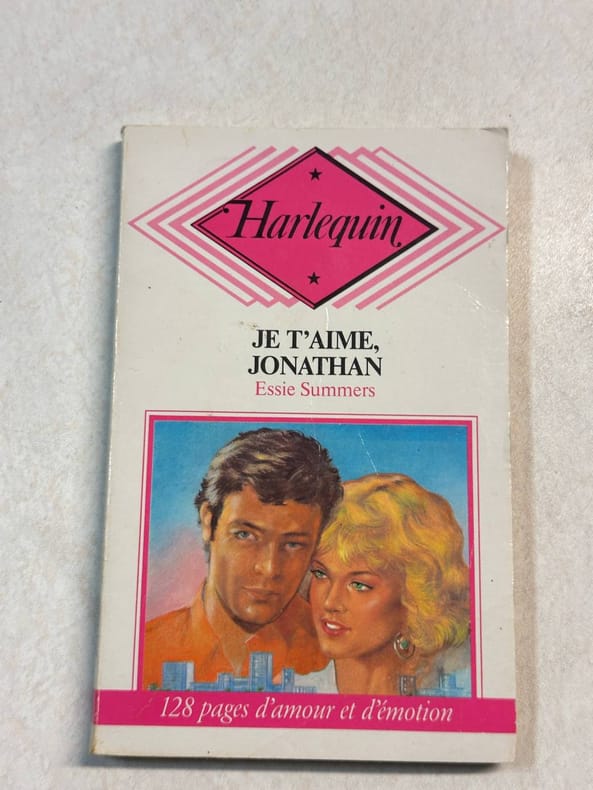 Harlequin
JE T'AIME,
JONATHAN
Essie Summers
128 pages d'amour et d'émotion